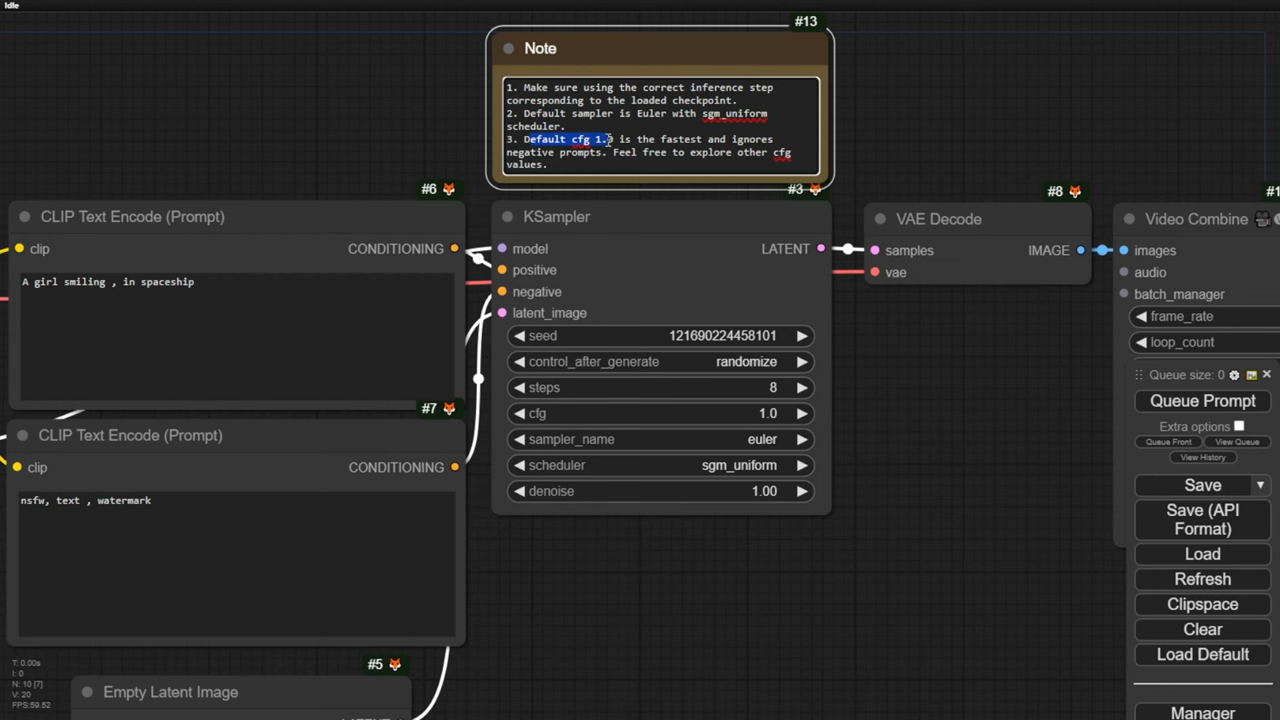 Idle
#13
Note
1. Make sure using the correct inference step
corresponding to the loaded checkpoint.
2. Default sampler is Euler with sgm_uniform
scheduler.
3. Default cfg 1.0 is the fastest and ignores
negative prompts. Feel free to explore other cfg
values.
#6
CLIP Text Encode (Prompt)
clip
CONDITIONING
A girl smiling , in spaceship
#7
CLIP Text Encode (Prompt)
clip
CONDITIONING
nsfw, text , watermark
#5
Empty Latent Image
#3
KSampler
model
LATENT
positive
negative
latent_image
seed 121690224458101
control_after_generate randomize
steps 8
cfg 1.0
sampler_name euler
scheduler sgm_uniform
denoise 1.00
#8
VAE Decode
samples
IMAGE
vae
Video Combine
images
audio
batch_manager
frame_rate
loop_count
Queue size: 0
Queue Prompt
Extra options
Queue Front
View Queue
View History
Save
Save (API
Format)
Load
Refresh
Clipspace
Clear
Load Default
Manager
T: 0.00s
I: 0
N: 10 [7]
V: 20
FPS:59.52